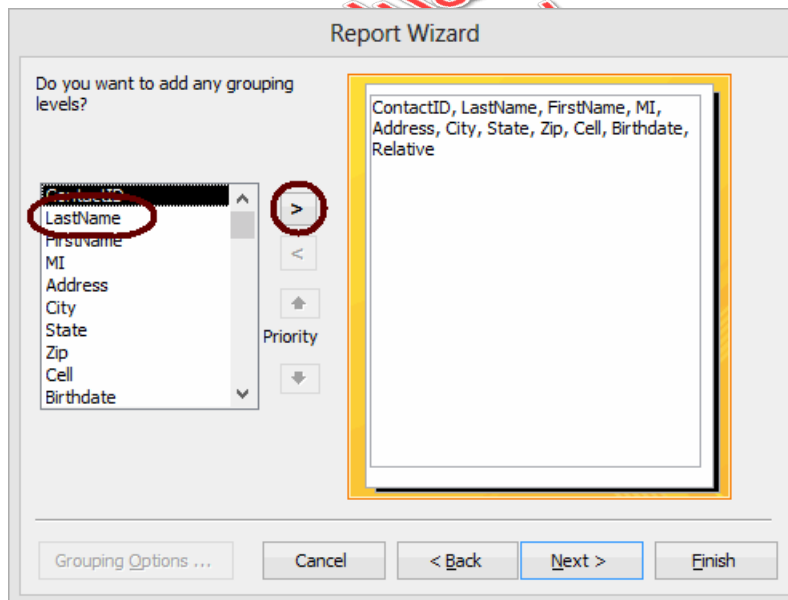 Report Wizard
Do you want to add any grouping
levels?
ContactID, LastName, FirstName, MI,
Address, City, State, Zip, Cell, Birthdate,
Relative
ContactID
LastName
FirstName
MI
Address
City
State
Zip
Cell
Birthdate
>
<
Priority
Grouping Options ...
Cancel
< Back
Next >
Finish